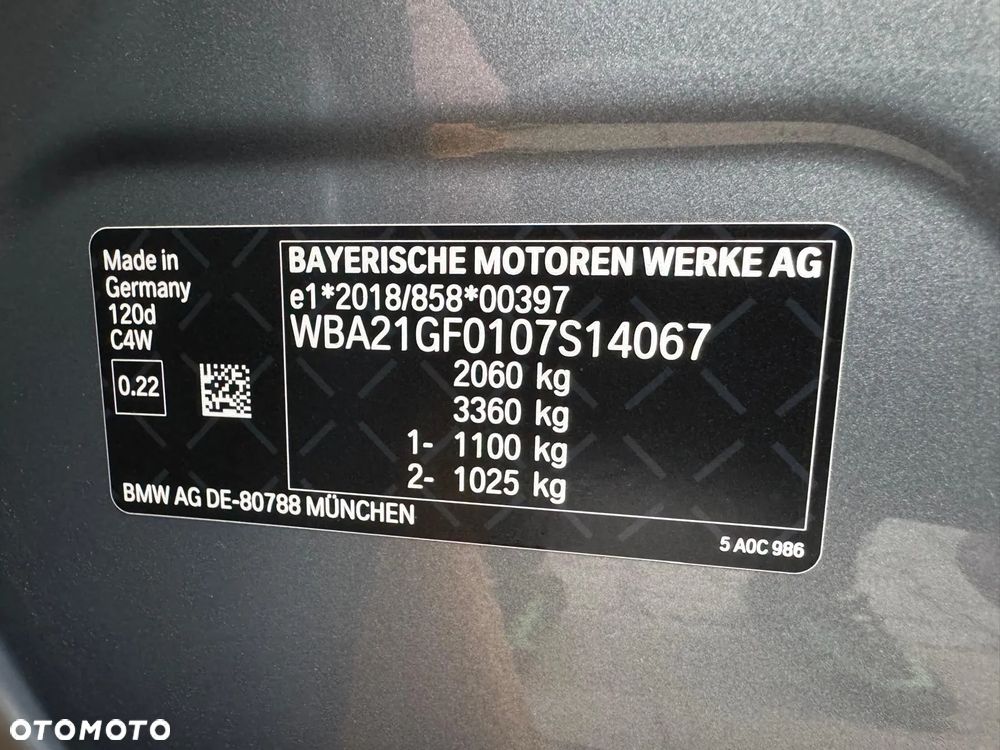 Made in
Germany
120d
C4W
0.22
BAYERISCHE MOTOREN WERKE AG
e1*2018/858*00397
WBA21GF0107S14067
2060 kg
3360 kg
1- 1100 kg
2- 1025 kg
BMW AG DE-80788 MÜNCHEN
5 A0C 986
OTOMOTO